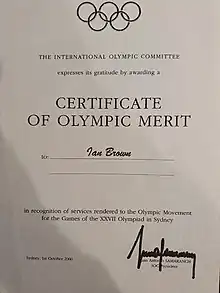 THE INTERNATIONAL OLYMPIC COMMITTEE
expresses its gratitude by awarding a
CERTIFICATE
OF OLYMPIC MERIT
to: Ian Brown
in recognition of services rendered to the Olympic Movement
for the Games of the XXVII Olympiad in Sydney
Sydney, 1st October 2000
Juan Antonio SAMARANCH
IOC President